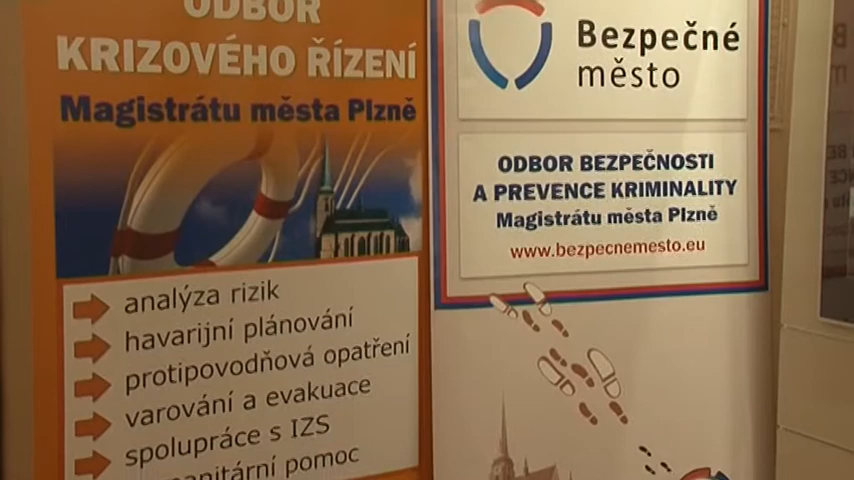 ODBOR
KRIZOVÉHO ŘÍZENÍ
Magistrátu města Plzně
analýza rizik
havarijní plánování
protipovodňová opatření
varování a evakuace
spolupráce s IZS
pomoc
Bezpečné
město
ODBOR BEZPEČNOSTI
A PREVENCE KRIMINALITY
Magistrátu města Plzně
www.bezpecnemesto.eu